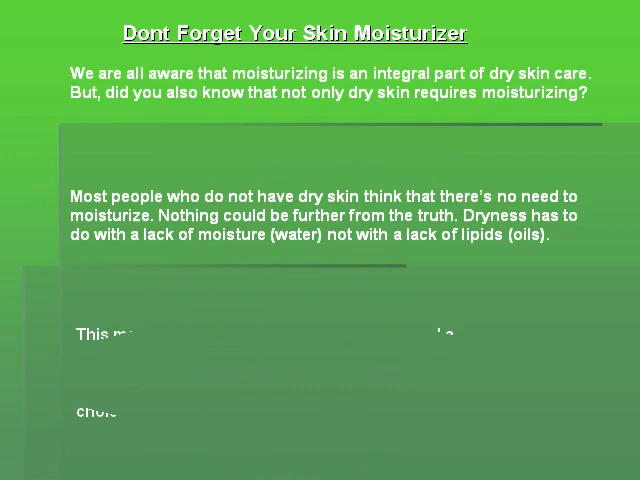 Dont Forget Your Skin Moisturizer
We are all aware that moisturizing is an integral part of dry skin care.
But, did you also know that not only dry skin requires moisturizing?
Most people who do not have dry skin think that there's no need to
moisturize. Nothing could be further from the truth. Dryness has to
do with a lack of moisture (water) not with a lack of lipids (oils).
This